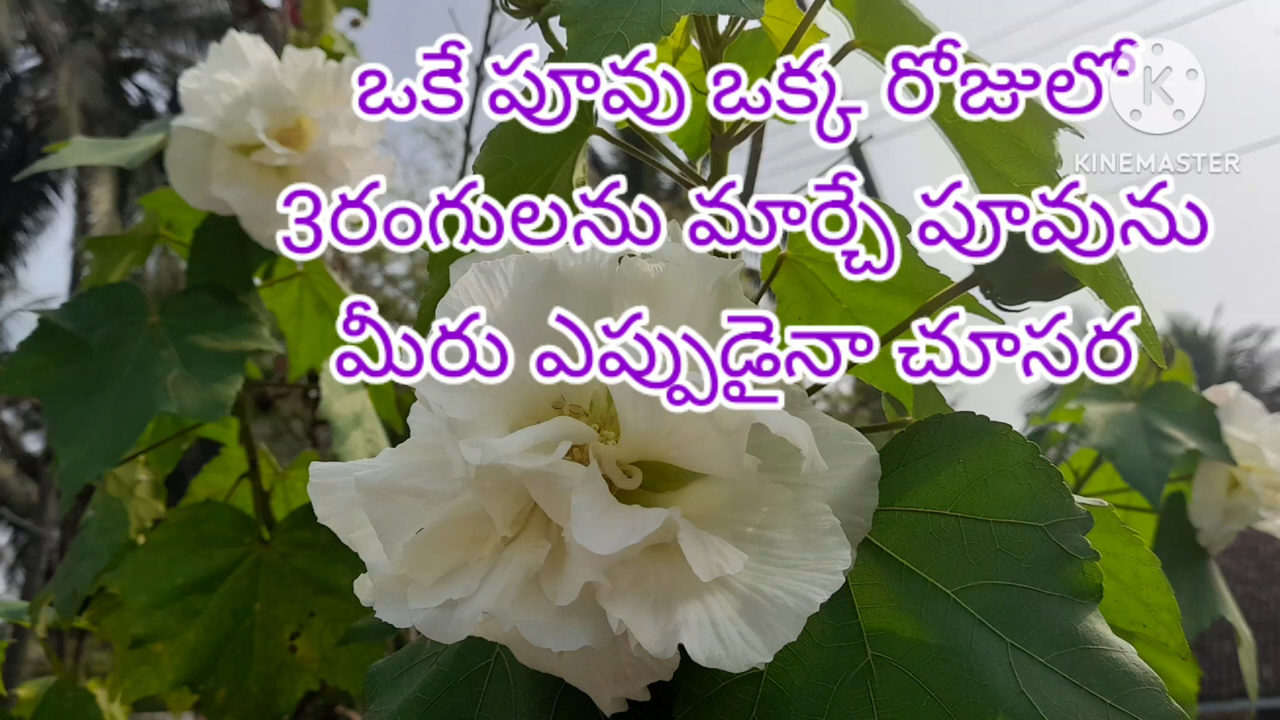 ఒకే పూవు ఒక్క రోజులో
K
KINEMASTER
3రంగులను మార్చే పూవును
మీరు ఎప్పుడైనా చూసర